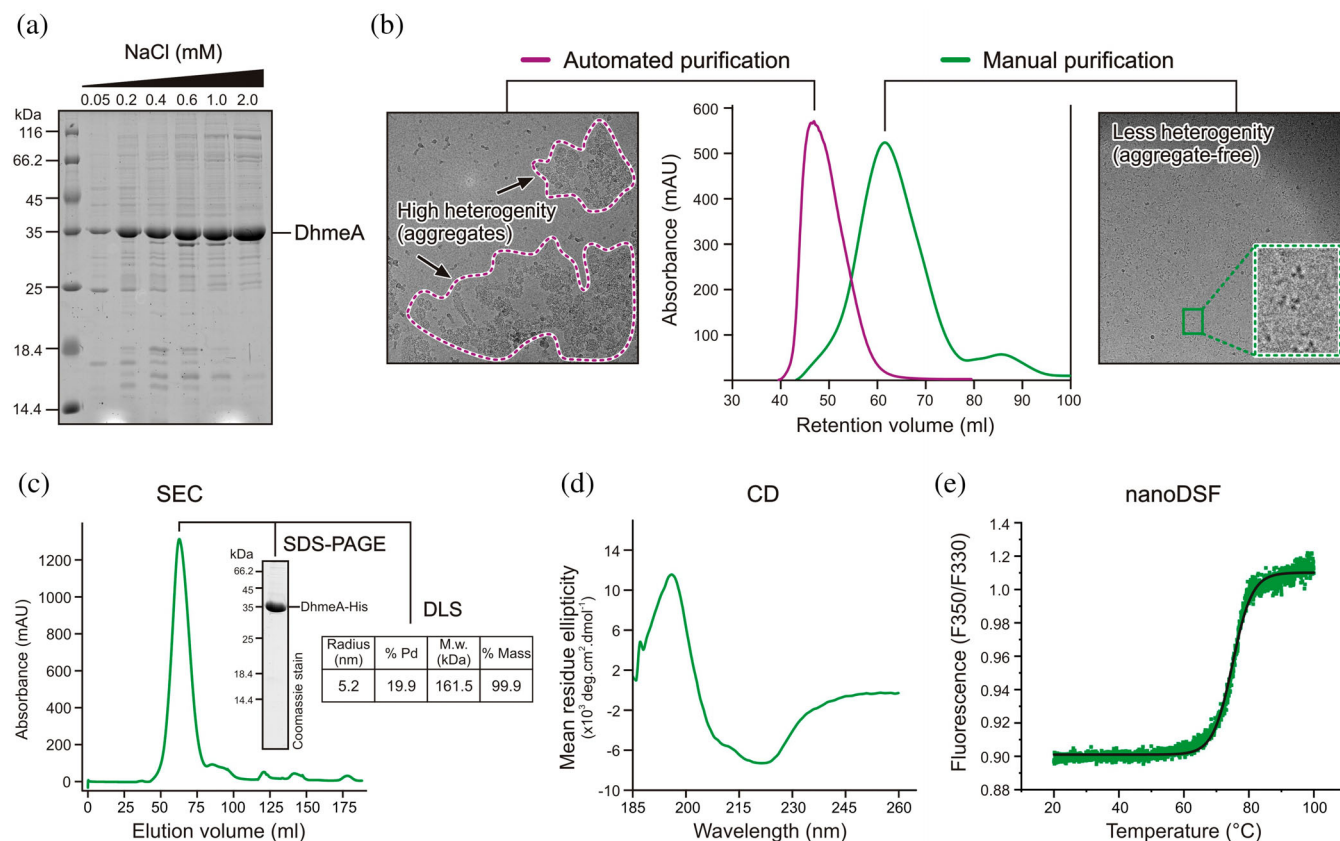 (a)
NaCl (mM)
0.05 0.2 0.4 0.6 1.0 2.0
kDa
116
66.2
45
35
25
18.4
14.4
DhmeA
(b)
Automated purification
Manual purification
High heterogenity
(aggregates)
Absorbance (mAU)
600
500
400
300
200
100
30 40 50 60 70 80 90 100
Retention volume (ml)
Less heterogenity
(aggregate-free)
(c)
SEC
Absorbance (mAU)
1200
1000
800
600
400
200
0
0 25 50 75 100 125 150 175
Elution volume (ml)
SDS-PAGE
kDa
66.2
45
35
25
18.4
14.4
DhmeA-His
Coomassie stain
DLS
Radius (nm) % Pd M.w. (kDa) % Mass
5.2 19.9 161.5 99.9
(d)
CD
Mean residue ellipticity
(x10³ deg.cm².dmol⁻¹)
14
10
6
2
-2
-6
-10
185 200 215 230 245 260
Wavelength (nm)
(e)
nanoDSF
Fluorescence (F350/F330)
1.4
1.2
1.0
0.98
0.96
0.94
0.92
0.90
0.88
20 40 60 80 100
Temperature (°C)